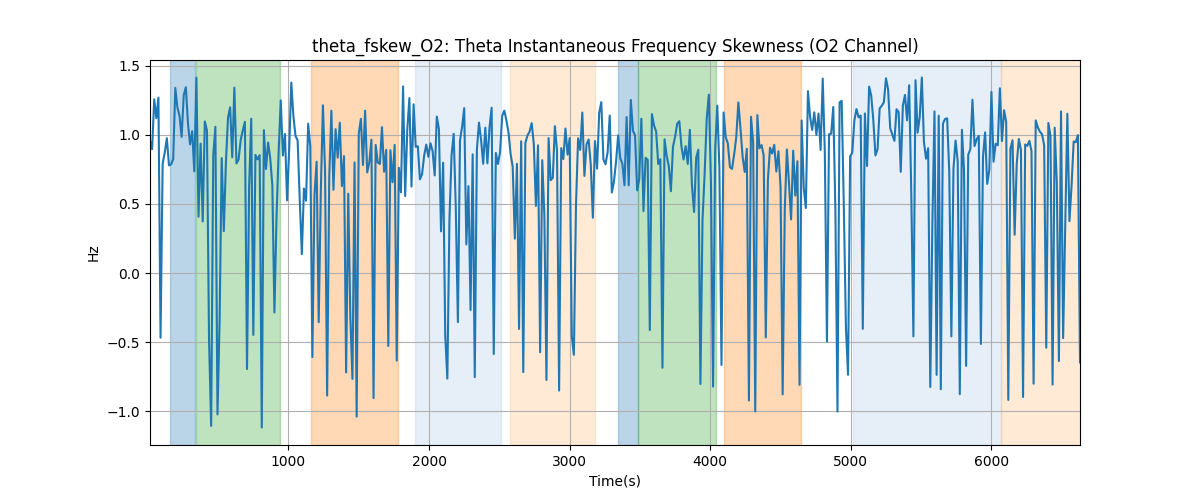 theta_fskew_O2: Theta Instantaneous Frequency Skewness (O2 Channel)
1.5
1.0
0.5
0.0
−0.5
−1.0
Hz
1000 2000 3000 4000 5000 6000
Time(s)